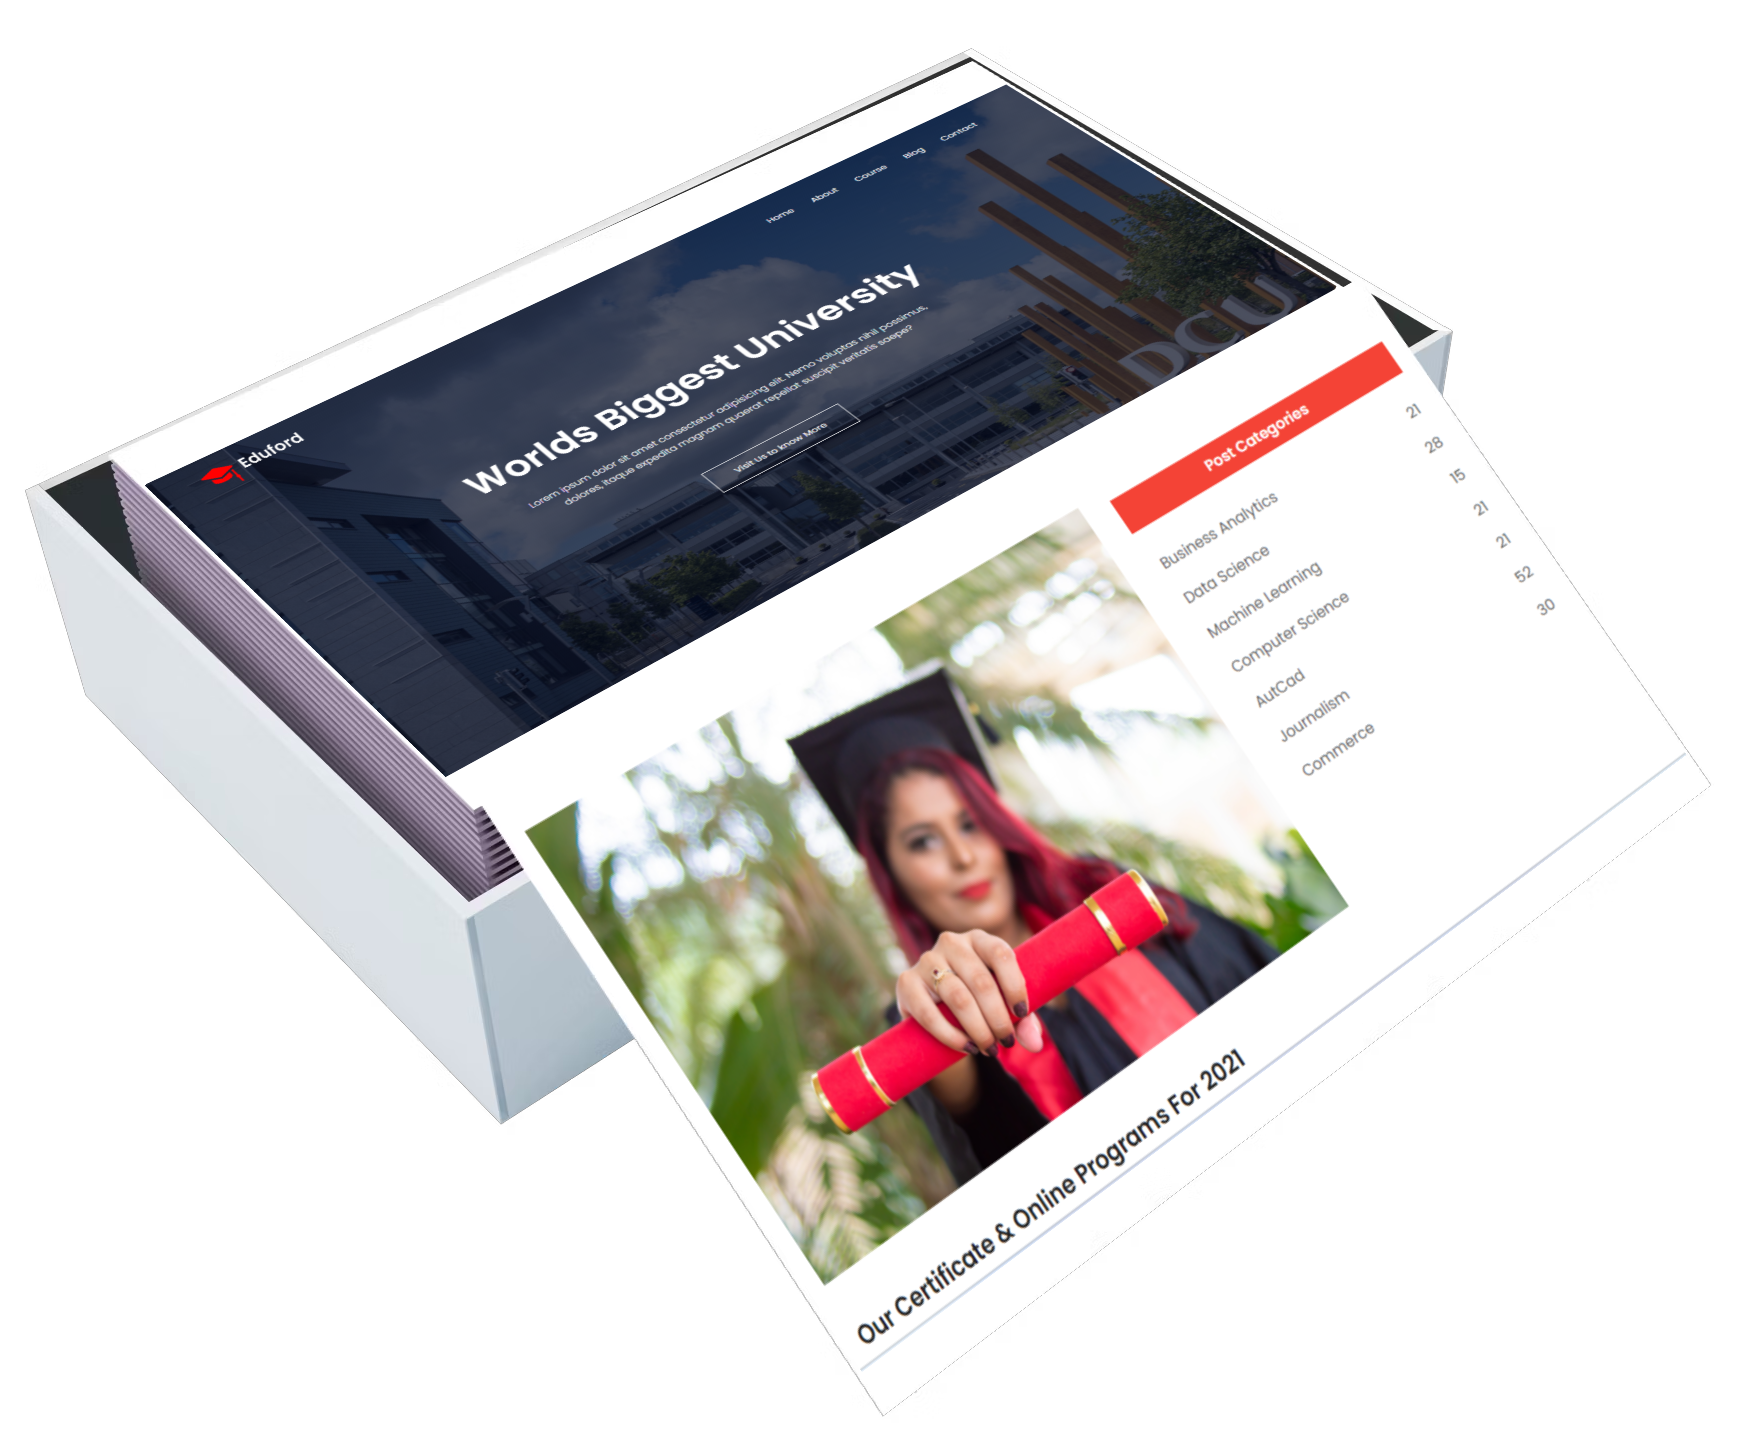 Eduford
Home About Course Blog Contact
Worlds Biggest University
Lorem ipsum dolor sit amet consectetur adipisicing elit. Nemo voluptas nihil possimus,
dolores, itaque expedita magnam quaerat repellat suscipit veritatis saepe?
Visit Us to know More
DCU
Post Categories
Business Analytics 21
Data Science 28
Machine Learning 15
Computer Science 21
AutCad 21
Journalism 52
Commerce 30
Our Certificate & Online Programs For 2021